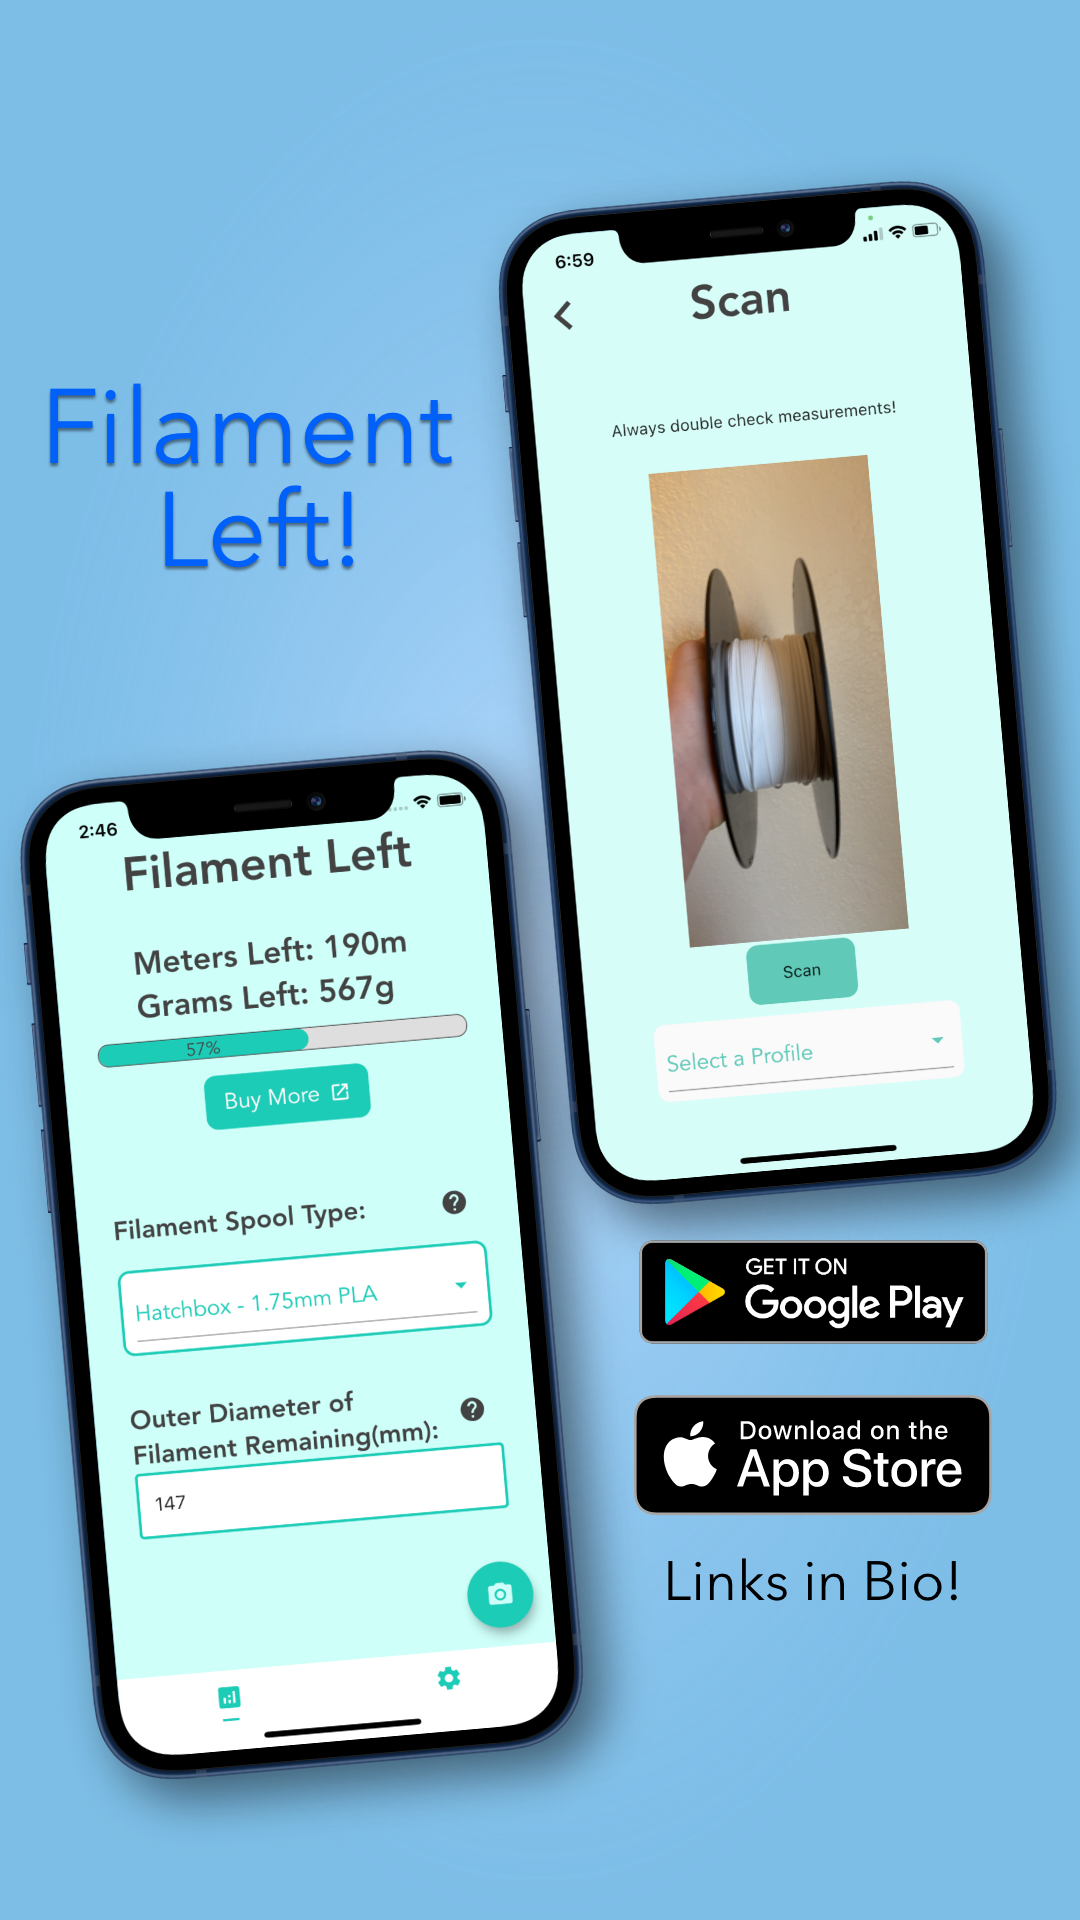 Filament
Left!
6:59
Scan
Always double check measurements!
Scan
Select a Profile
2:46
Filament Left
Meters Left: 190m
Grams Left: 567g
57%
Buy More
Filament Spool Type:
Hatchbox - 1.75mm PLA
Outer Diameter of
Filament Remaining(mm):
147
GET IT ON
Google Play
Download on the
App Store
Links in Bio!